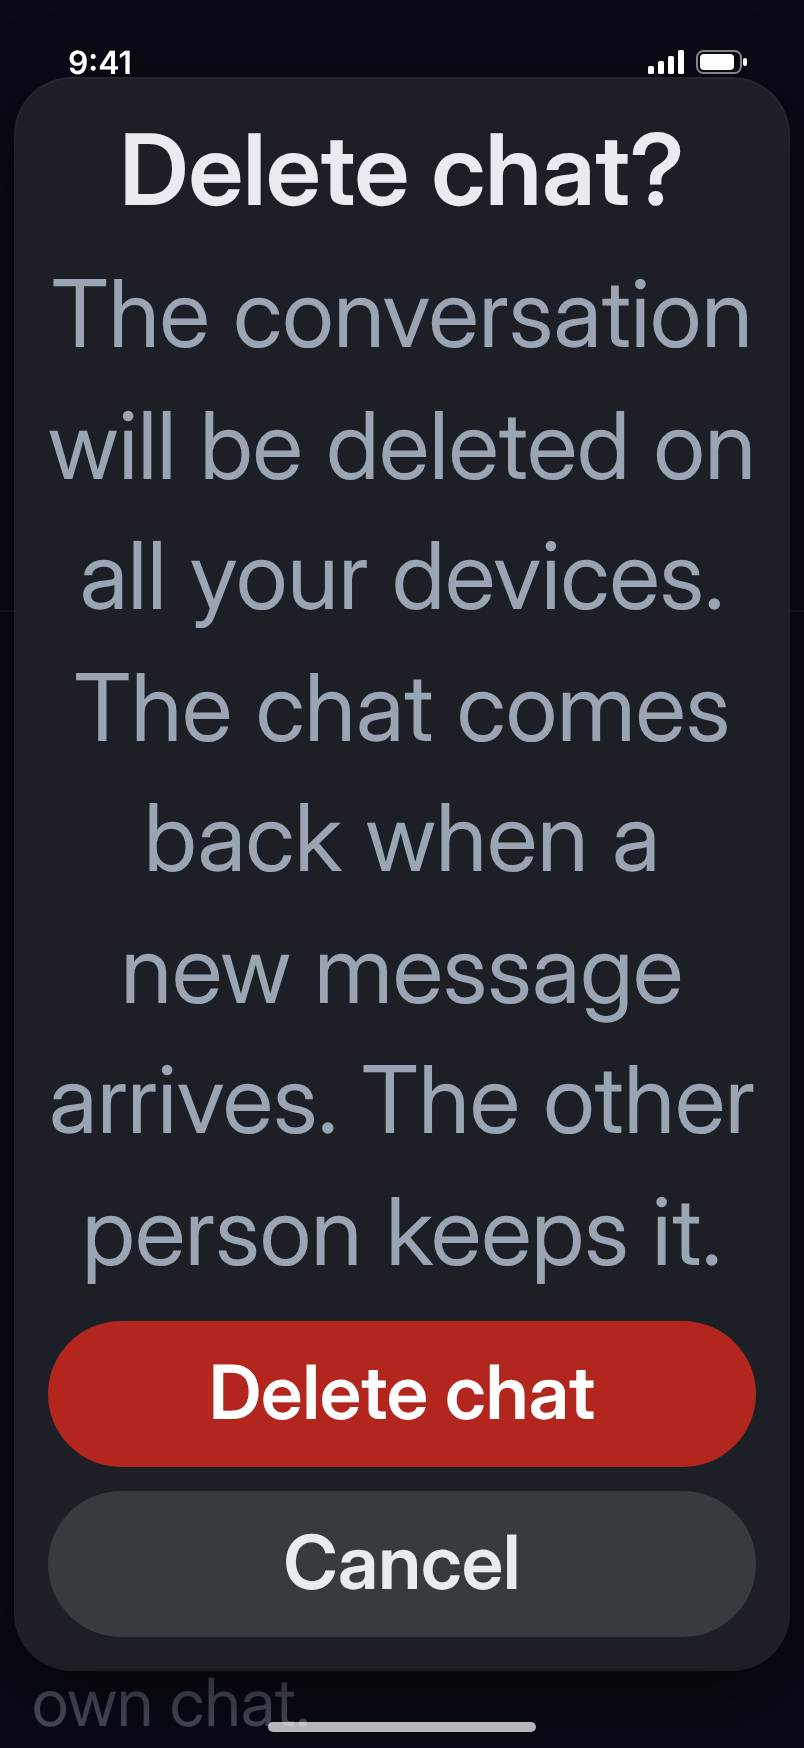 9:41
Delete chat?
The conversation
will be deleted on
all your devices.
The chat comes
back when a
new message
arrives. The other
person keeps it.
Delete chat
Cancel
own chat.